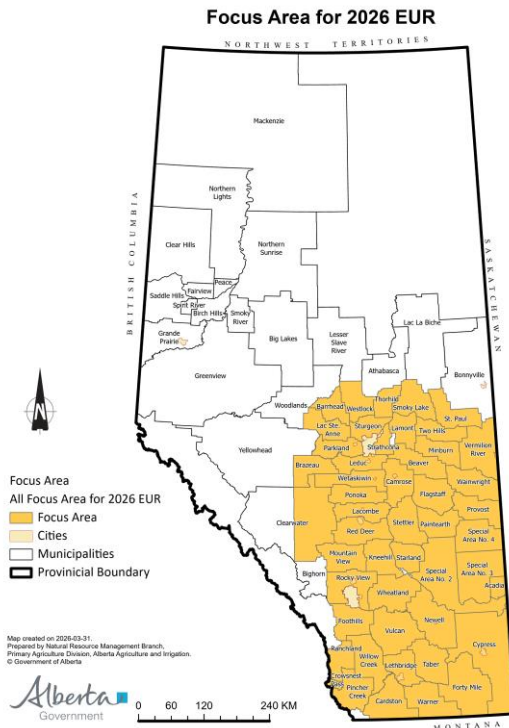 Focus Area for 2026 EUR
NORTHWEST TERRITORIES
BRITISH COLUMBIA
SASKATCHEWAN
MONTANA
Mackenzie
Northern
Lights
Clear Hills
Northern
Sunrise
Peace
Fairview
Saddle Hills
Spirit River
Birch Hills
Smoky
River
Grande
Prairie
Big Lakes
Lesser
Slave
River
Lac La Biche
Athabasca
Bonnyville
Greenview
Woodlands
Barrhead
Westlock
Thorhild
Smoky Lake
St. Paul
Lac Ste.
Anne
Sturgeon
Lamont
Two Hills
Yellowhead
Parkland
Strathcona
Minburn
Vermilion
River
Brazeau
Leduc
Beaver
Wetaskiwin
Camrose
Wainwright
Ponoka
Flagstaff
Provost
Clearwater
Lacombe
Stettler
Paintearth
Red Deer
Special
Area No. 4
Mountain
View
Kneehill
Starland
Special
Area No. 2
Special
Area No. 3
Acadia
Bighorn
Rocky View
Wheatland
Foothills
Vulcan
Newell
Cypress
Ranchland
Willow
Creek
Lethbridge
Taber
Crowsnest
Pass
Pincher
Creek
Forty Mile
Cardston
Warner
N
Focus Area
All Focus Area for 2026 EUR
Focus Area
Cities
Municipalities
Provinicial Boundary
Map created on 2026-03-31.
Prepared by Natural Resource Management Branch,
Primary Agriculture Division, Alberta Agriculture and Irrigation.
© Government of Alberta
Alberta
Government
0 60 120 240 KM